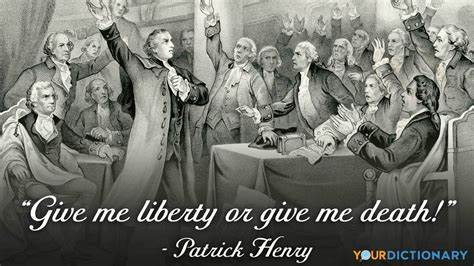 “Give me liberty or give me death!”
- Patrick Henry
YOURDICTIONARY